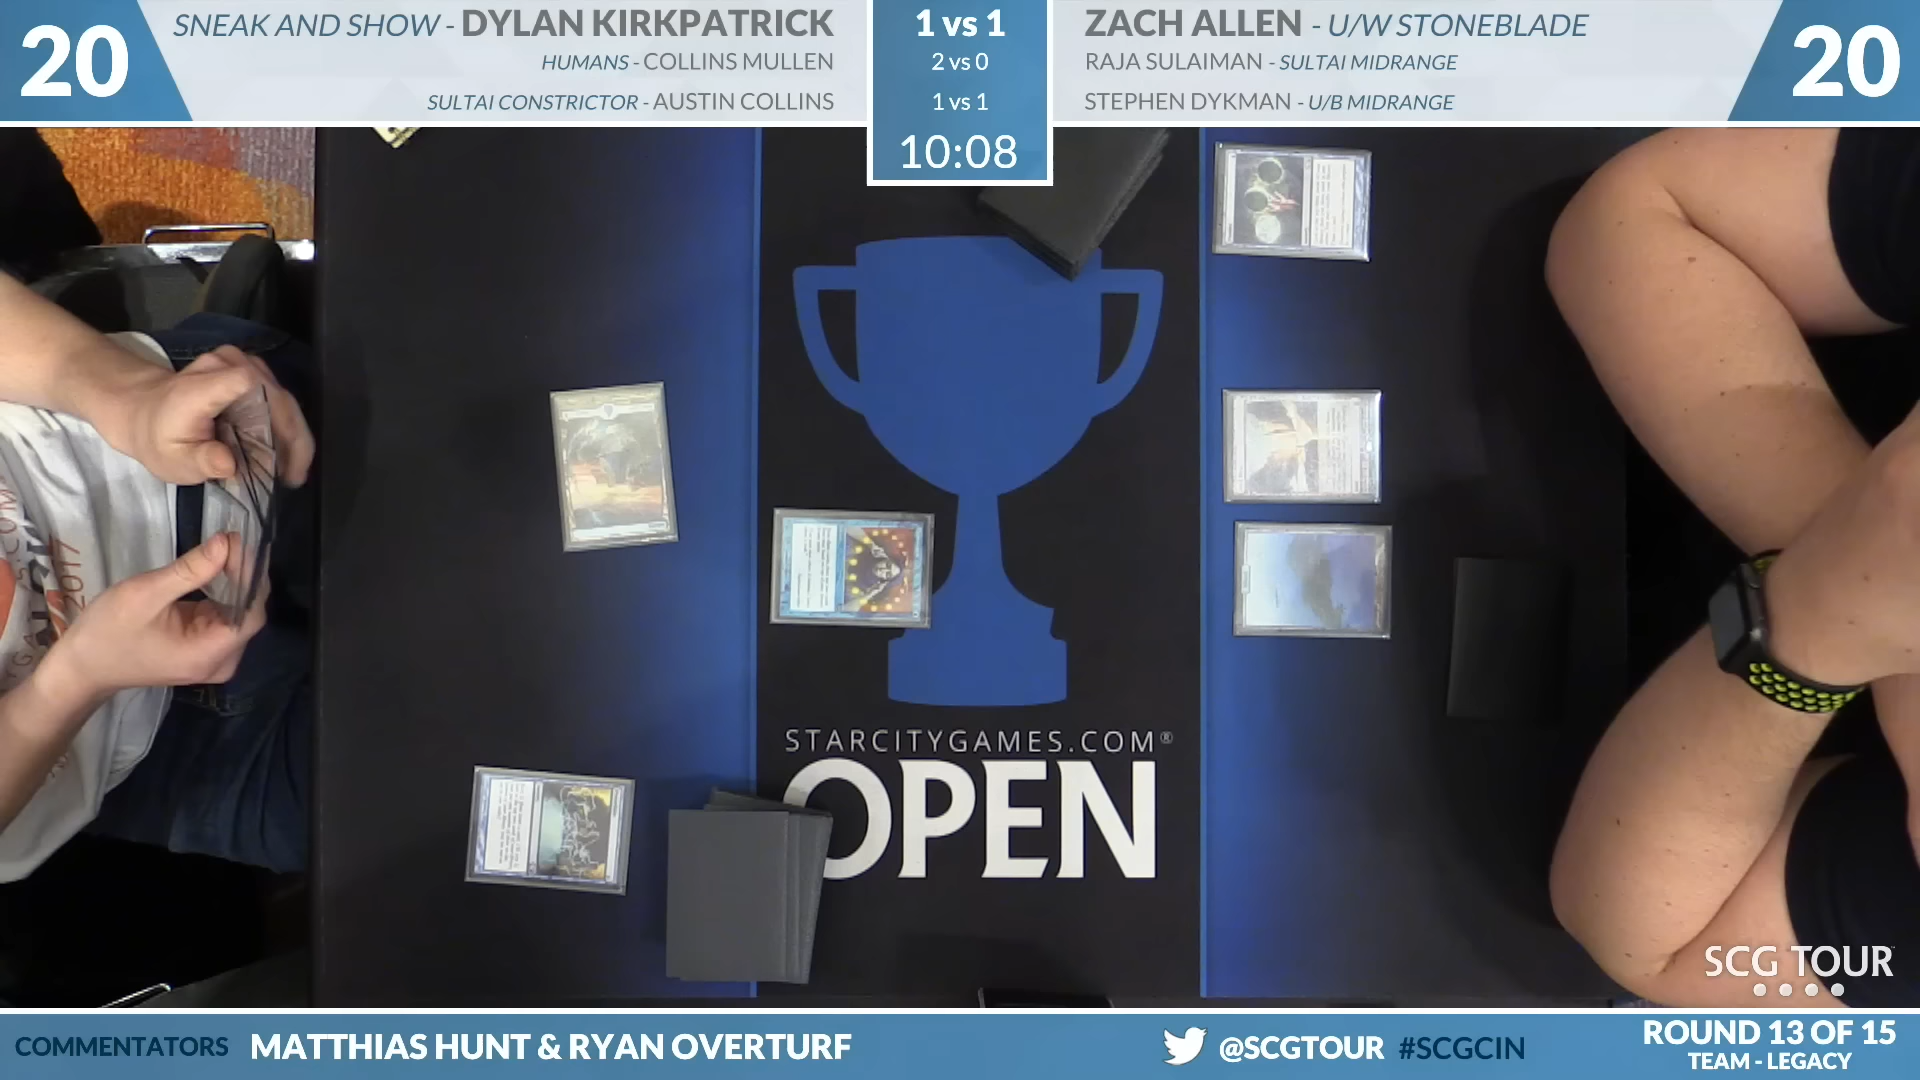 20
SNEAK AND SHOW - DYLAN KIRKPATRICK
HUMANS - COLLINS MULLEN
SULTAI CONSTRICTOR - AUSTIN COLLINS
1 vs 1
2 vs 0
1 vs 1
10:08
ZACH ALLEN - U/W STONEBLADE
RAJA SULAIMAN - SULTAI MIDRANGE
STEPHEN DYKMAN - U/B MIDRANGE
20
2017
STARCITYGAMES.COM®
OPEN
SCG TOUR
COMMENTATORS MATTHIAS HUNT & RYAN OVERTURF
@SCGTOUR #SCGCIN
ROUND 13 OF 15
TEAM - LEGACY